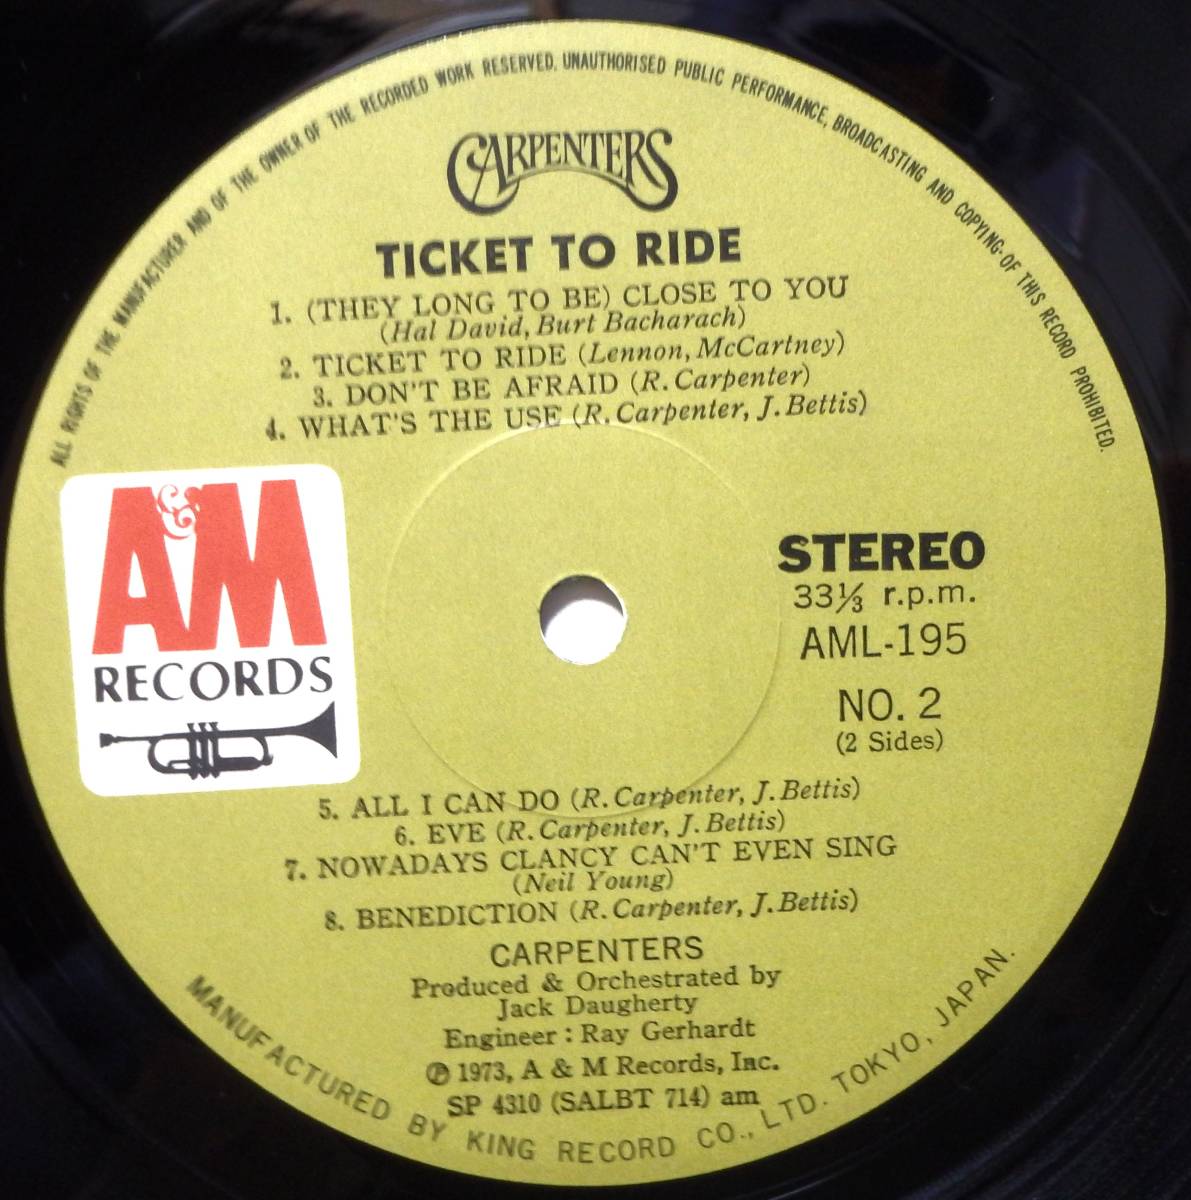 ALL RIGHTS OF THE MANUFACTURER AND OF THE OWNER OF THE RECORDED WORK RESERVED. UNAUTHORISED PUBLIC PERFORMANCE, BROADCASTING AND COPYING OF THIS RECORD PROHIBITED.
CARPENTERS
TICKET TO RIDE
1. (THEY LONG TO BE) CLOSE TO YOU
(Hal David, Burt Bacharach)
2. TICKET TO RIDE (Lennon, McCartney)
3. DON'T BE AFRAID (R. Carpenter)
4. WHAT'S THE USE (R. Carpenter, J. Bettis)
A&M
RECORDS
STEREO
33⅓ r.p.m.
AML-195
NO. 2
(2 Sides)
5. ALL I CAN DO (R. Carpenter, J. Bettis)
6. EVE (R. Carpenter, J. Bettis)
7. NOWADAYS CLANCY CAN'T EVEN SING
(Neil Young)
8. BENEDICTION (R. Carpenter, J. Bettis)
CARPENTERS
Produced & Orchestrated by
Jack Daugherty
Engineer : Ray Gerhardt
℗ 1973, A & M Records, Inc.
SP 4310 (SALBT 714) am
MANUFACTURED BY KING RECORD CO., LTD. TOKYO, JAPAN.